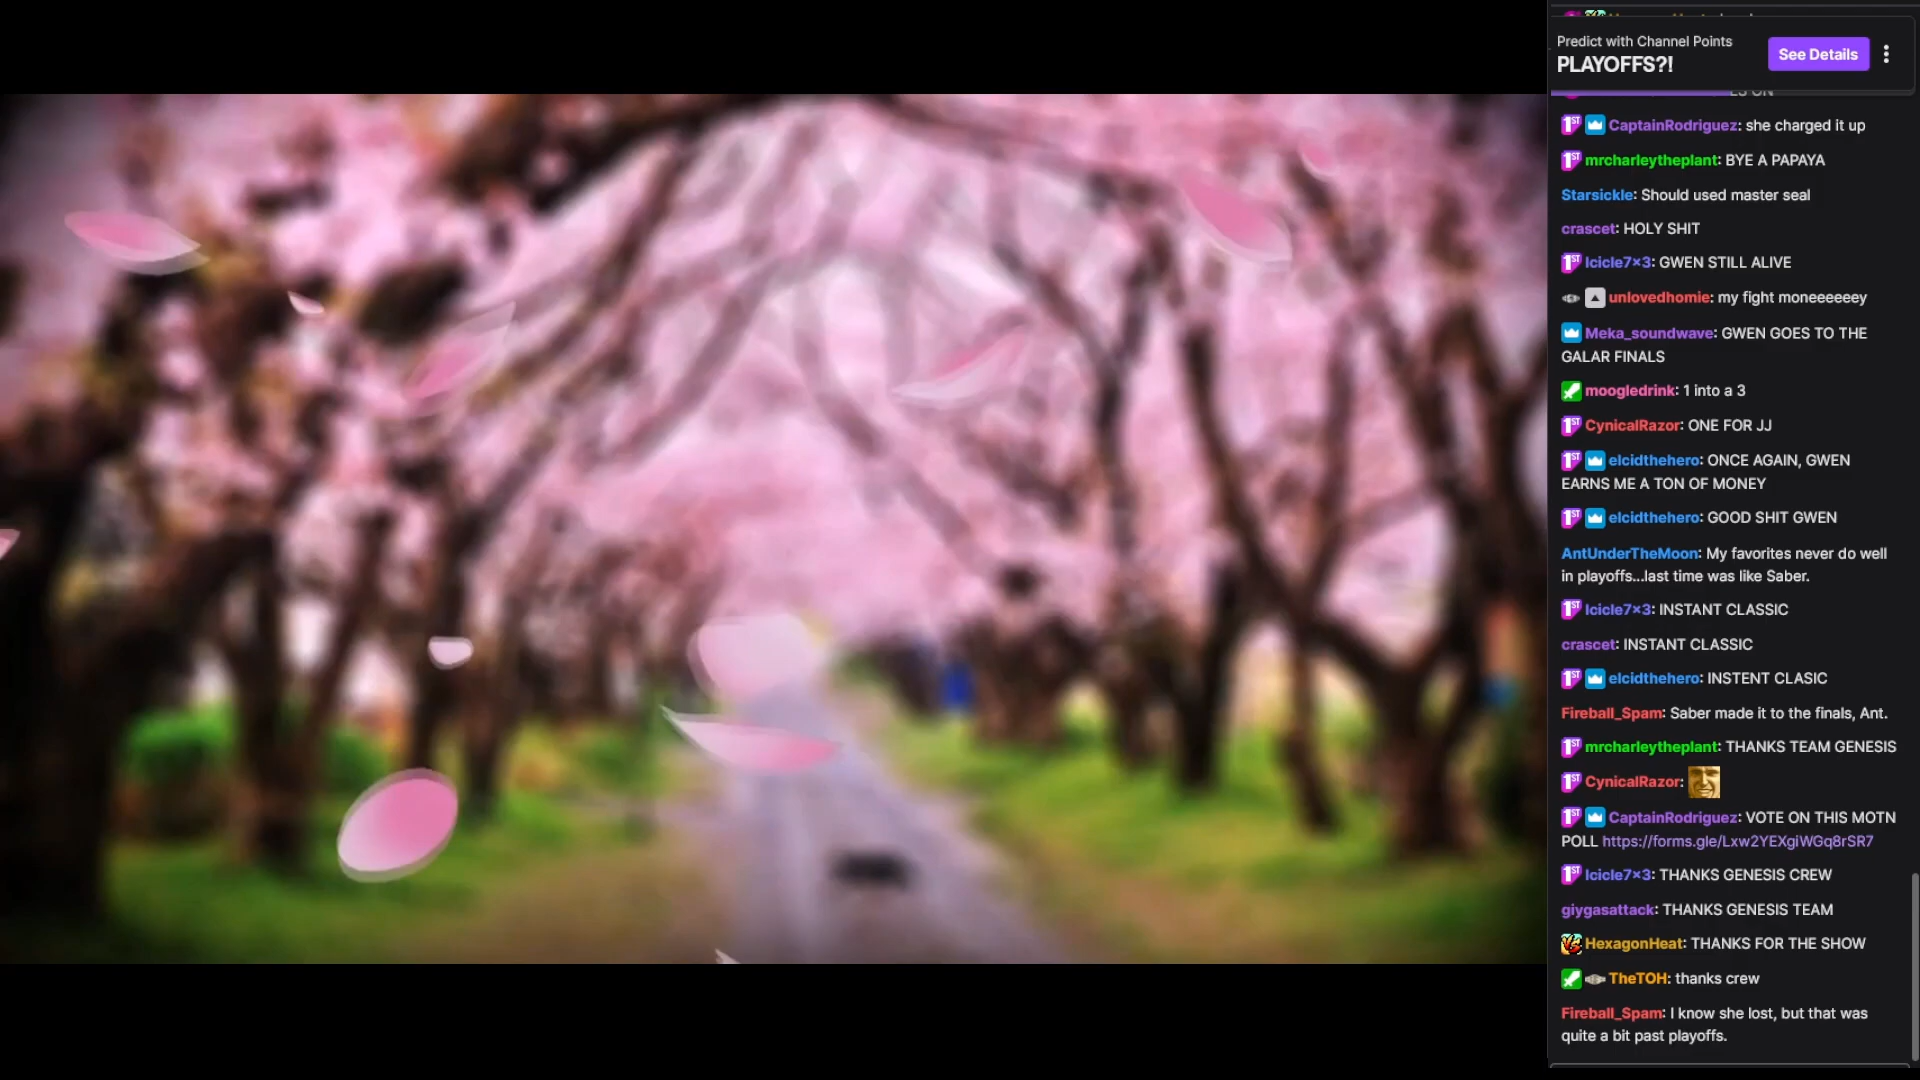 Predict with Channel Points
PLAYOFFS?!
See Details
CaptainRodriguez: she charged it up
mrcharleytheplant: BYE A PAPAYA
Starsickle: Should used master seal
crascet: HOLY SHIT
Icicle7x3: GWEN STILL ALIVE
unlovedhomie: my fight moneeeeeey
Meka_soundwave: GWEN GOES TO THE
GALAR FINALS
moogledrink: 1 into a 3
CynicalRazor: ONE FOR JJ
elcidthehero: ONCE AGAIN, GWEN
EARNS ME A TON OF MONEY
elcidthehero: GOOD SHIT GWEN
AntUnderTheMoon: My favorites never do well
in playoffs...last time was like Saber.
Icicle7x3: INSTANT CLASSIC
crascet: INSTANT CLASSIC
elcidthehero: INSTENT CLASIC
Fireball_Spam: Saber made it to the finals, Ant.
mrcharleytheplant: THANKS TEAM GENESIS
CynicalRazor:
CaptainRodriguez: VOTE ON THIS MOTN
POLL https://forms.gle/Lxw2YEXgiWGq8rSR7
Icicle7x3: THANKS GENESIS CREW
giygasattack: THANKS GENESIS TEAM
HexagonHeat: THANKS FOR THE SHOW
TheTOH: thanks crew
Fireball_Spam: I know she lost, but that was
quite a bit past playoffs.